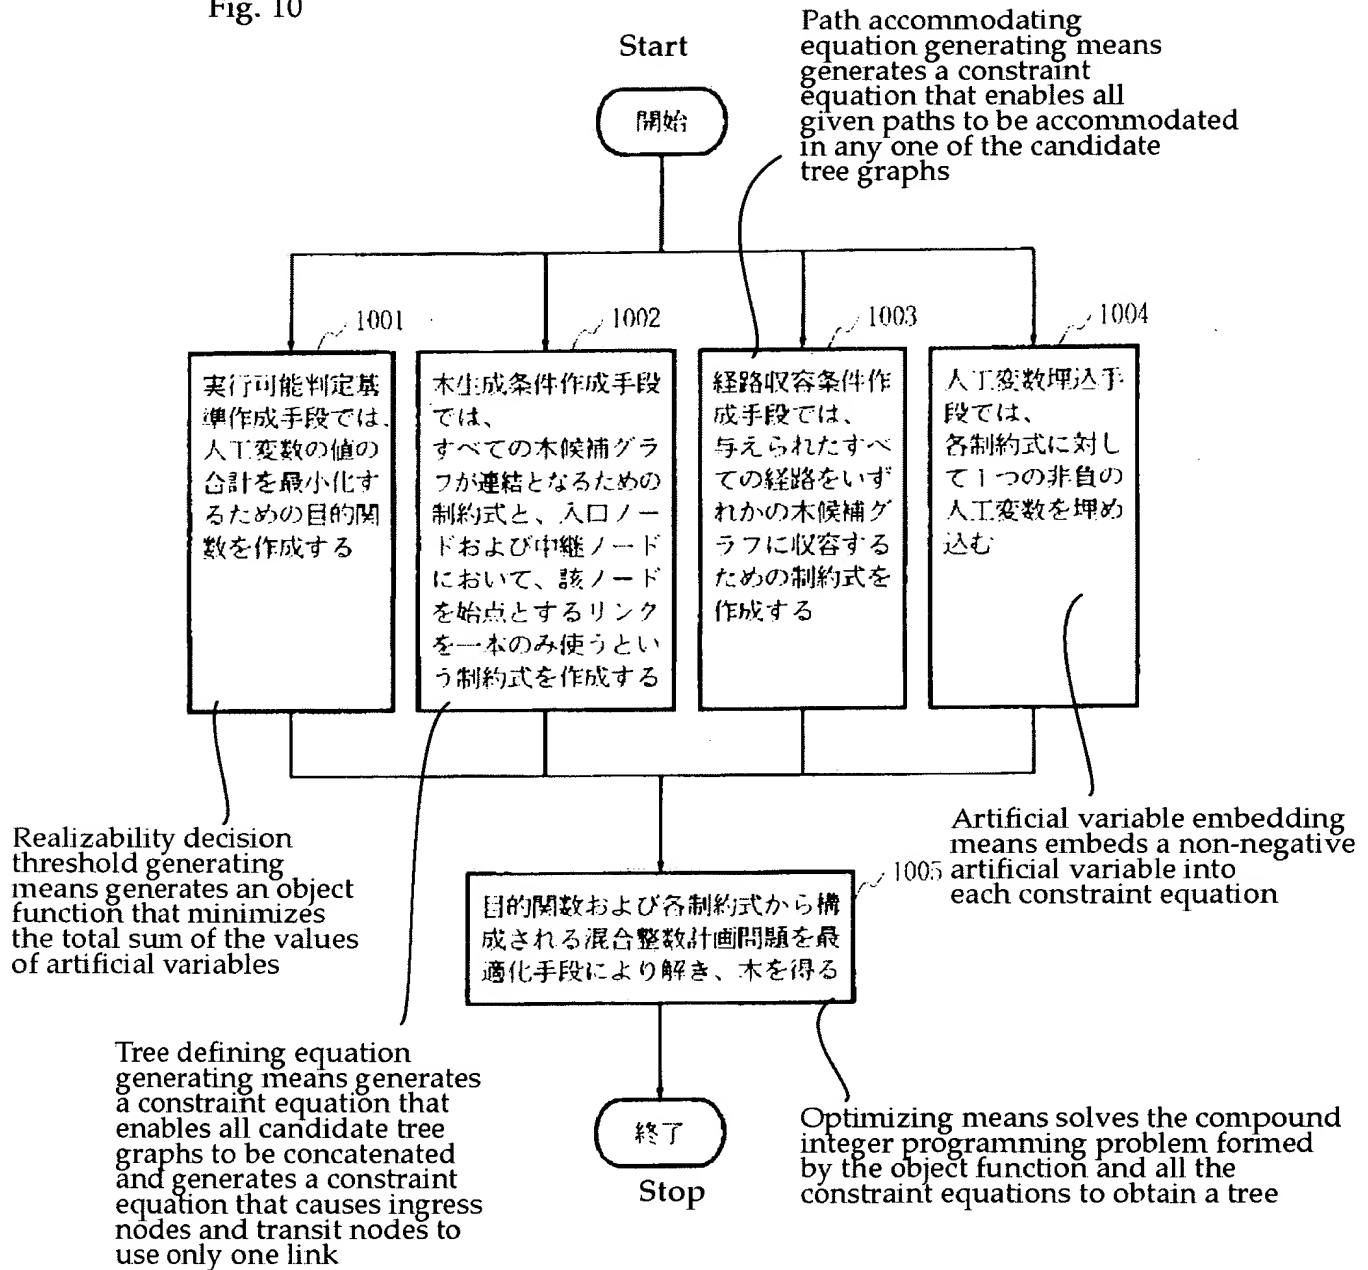 Fig. 10
Start
開始
Path accommodating
equation generating means
generates a constraint
equation that enables all
given paths to be accommodated
in any one of the candidate
tree graphs
1001
実行可能判定基
準作成手段では、
人工変数の値の
合計を最小化す
るための目的関
数を作成する
1002
木生成条件作成手段
では、
すべての木候補グラ
フが連結となるための
制約式と、入口ノー
ドおよび中継ノード
において、該ノード
を始点とするリンク
を一本のみ使うとい
う制約式を作成する
1003
経路収容条件作
成手段では、
与えられたすべ
ての経路をいず
れかの木候補グ
ラフに収容する
ための制約式を
作成する
1004
人工変数埋込手
段では、
各制約式に対し
て1つの非負の
人工変数を埋め
込む
Realizability decision
threshold generating
means generates an object
function that minimizes
the total sum of the values
of artificial variables
Artificial variable embedding
means embeds a non-negative
artificial variable into
each constraint equation
1005
目的関数および各制約式から構
成される混合整数計画問題を最
適化手段により解き、木を得る
Tree defining equation
generating means generates
a constraint equation that
enables all candidate tree
graphs to be concatenated
and generates a constraint
equation that causes ingress
nodes and transit nodes to
use only one link
終了
Stop
Optimizing means solves the compound
integer programming problem formed
by the object function and all the
constraint equations to obtain a tree